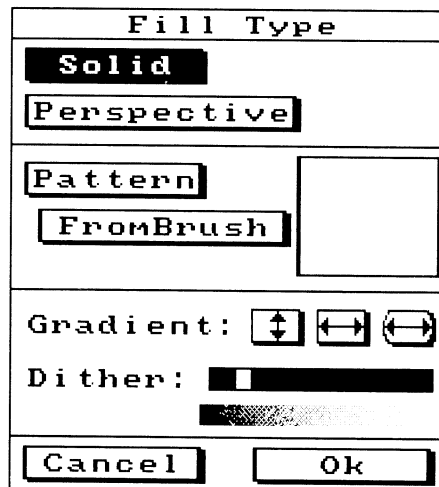 Fill Type
Solid
Perspective
Pattern
FromBrush
Gradient:
Dither:
Cancel Ok